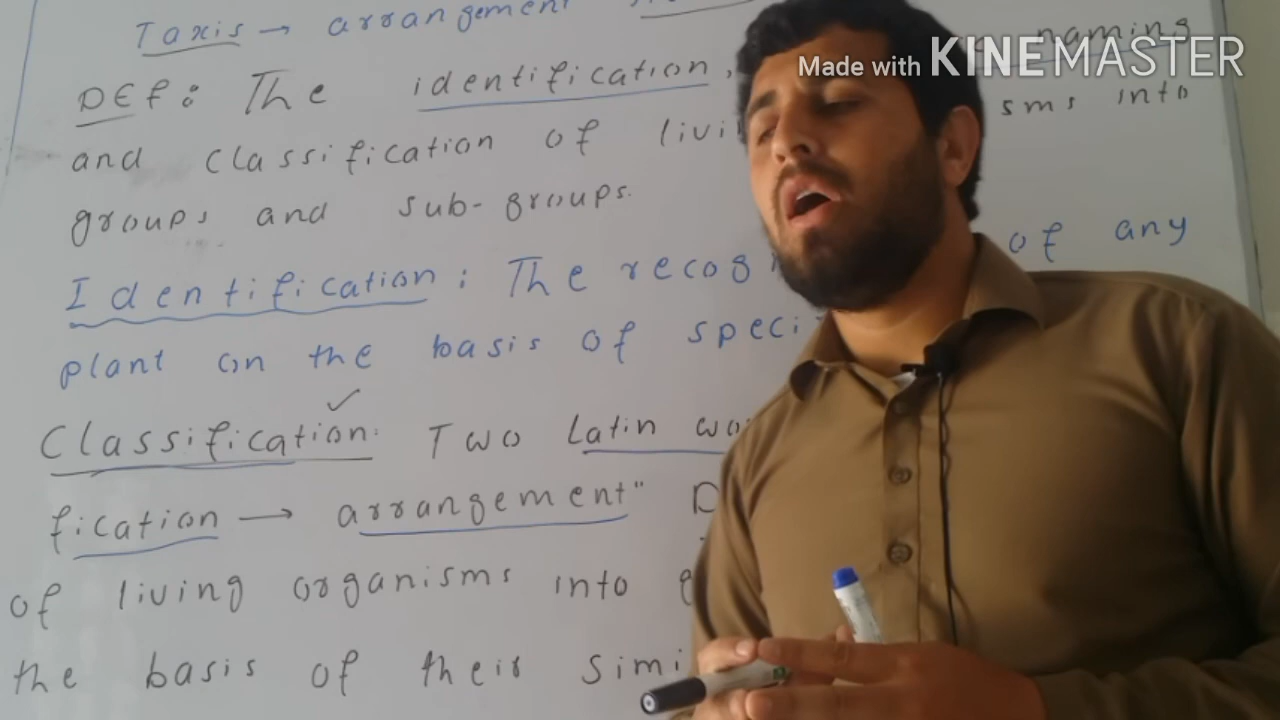 Taxis → arrangement
Made with KINEMASTER
naming
DEf: The identification,
and classification of livi sms into
groups and sub-groups.
Identification: The recog of any
plant on the basis of speci
Classification: Two Latin wo
fication → arrangement" D
of living organisms into g
the basis of their simi